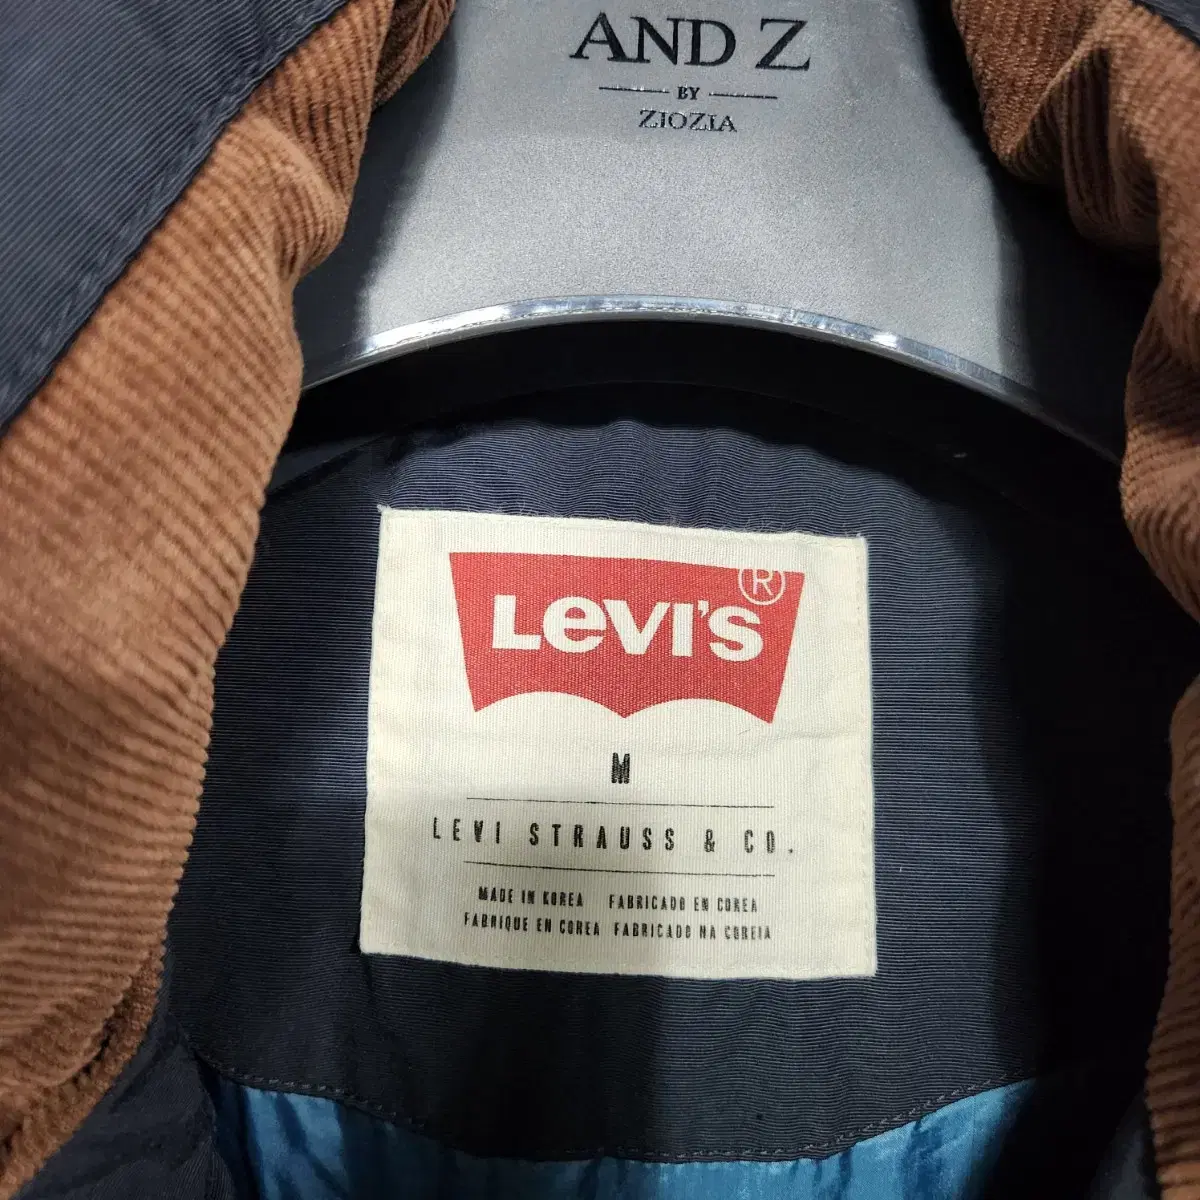 AND Z
BY
ZIOZIA
LEVI'S®
M
LEVI STRAUSS & CO.
MADE IN KOREA FABRICADO EN COREA
FABRIQUE EN COREA FABRICADO NA COREIA